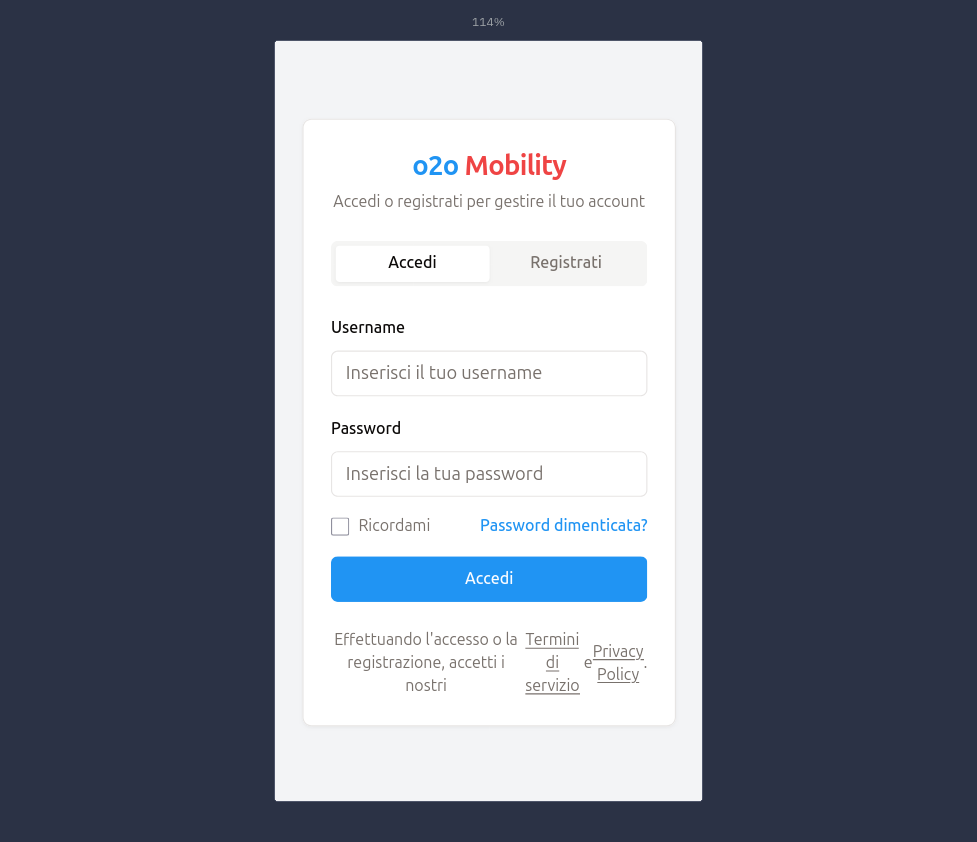 114%
o2o Mobility
Accedi o registrati per gestire il tuo account
Accedi Registrati
Username
Inserisci il tuo username
Password
Inserisci la tua password
Ricordami Password dimenticata?
Accedi
Effettuando l'accesso o la
registrazione, accetti i
nostri
Termini
di
servizio
e
Privacy
Policy
.